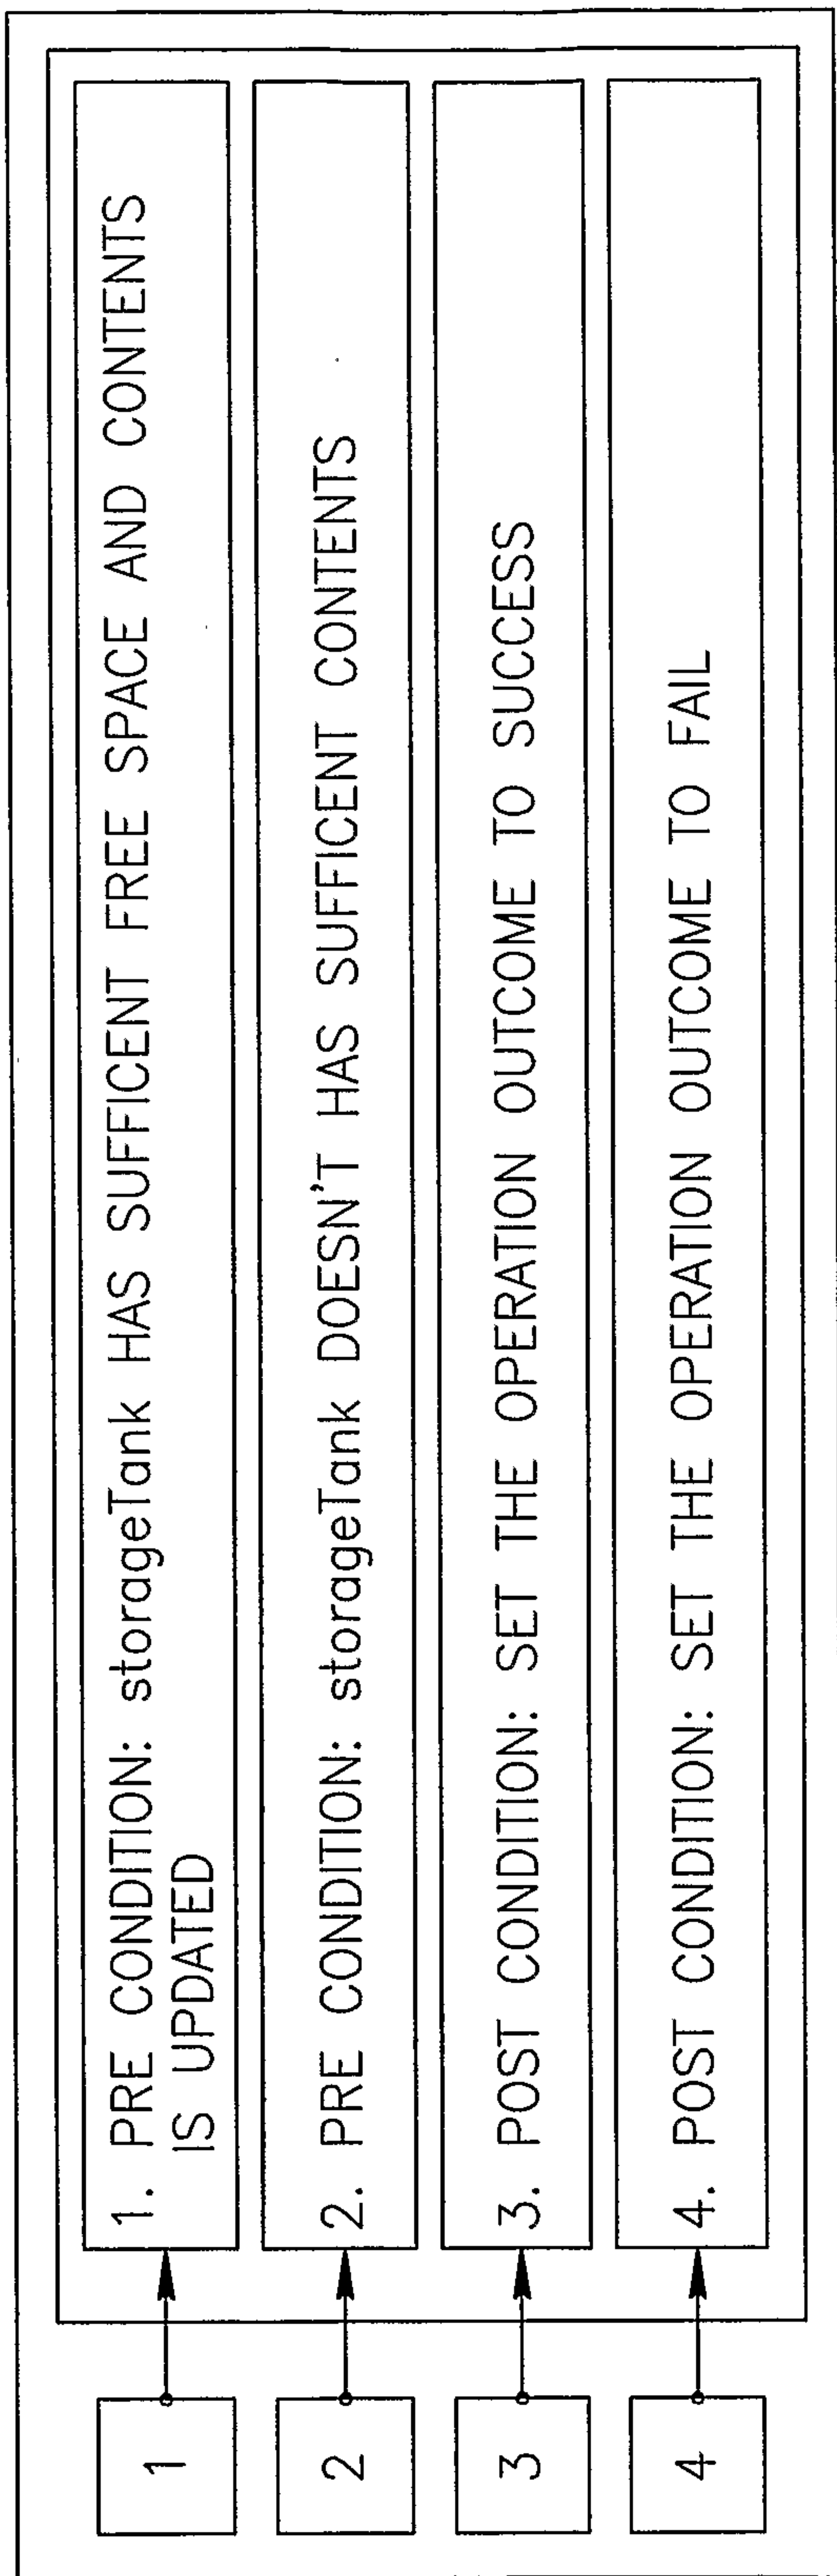 1
1. PRE CONDITION: storageTank HAS SUFFICENT FREE SPACE AND CONTENTS
IS UPDATED
2
2. PRE CONDITION: storageTank DOESN'T HAS SUFFICENT CONTENTS
3
3. POST CONDITION: SET THE OPERATION OUTCOME TO SUCCESS
4
4. POST CONDITION: SET THE OPERATION OUTCOME TO FAIL